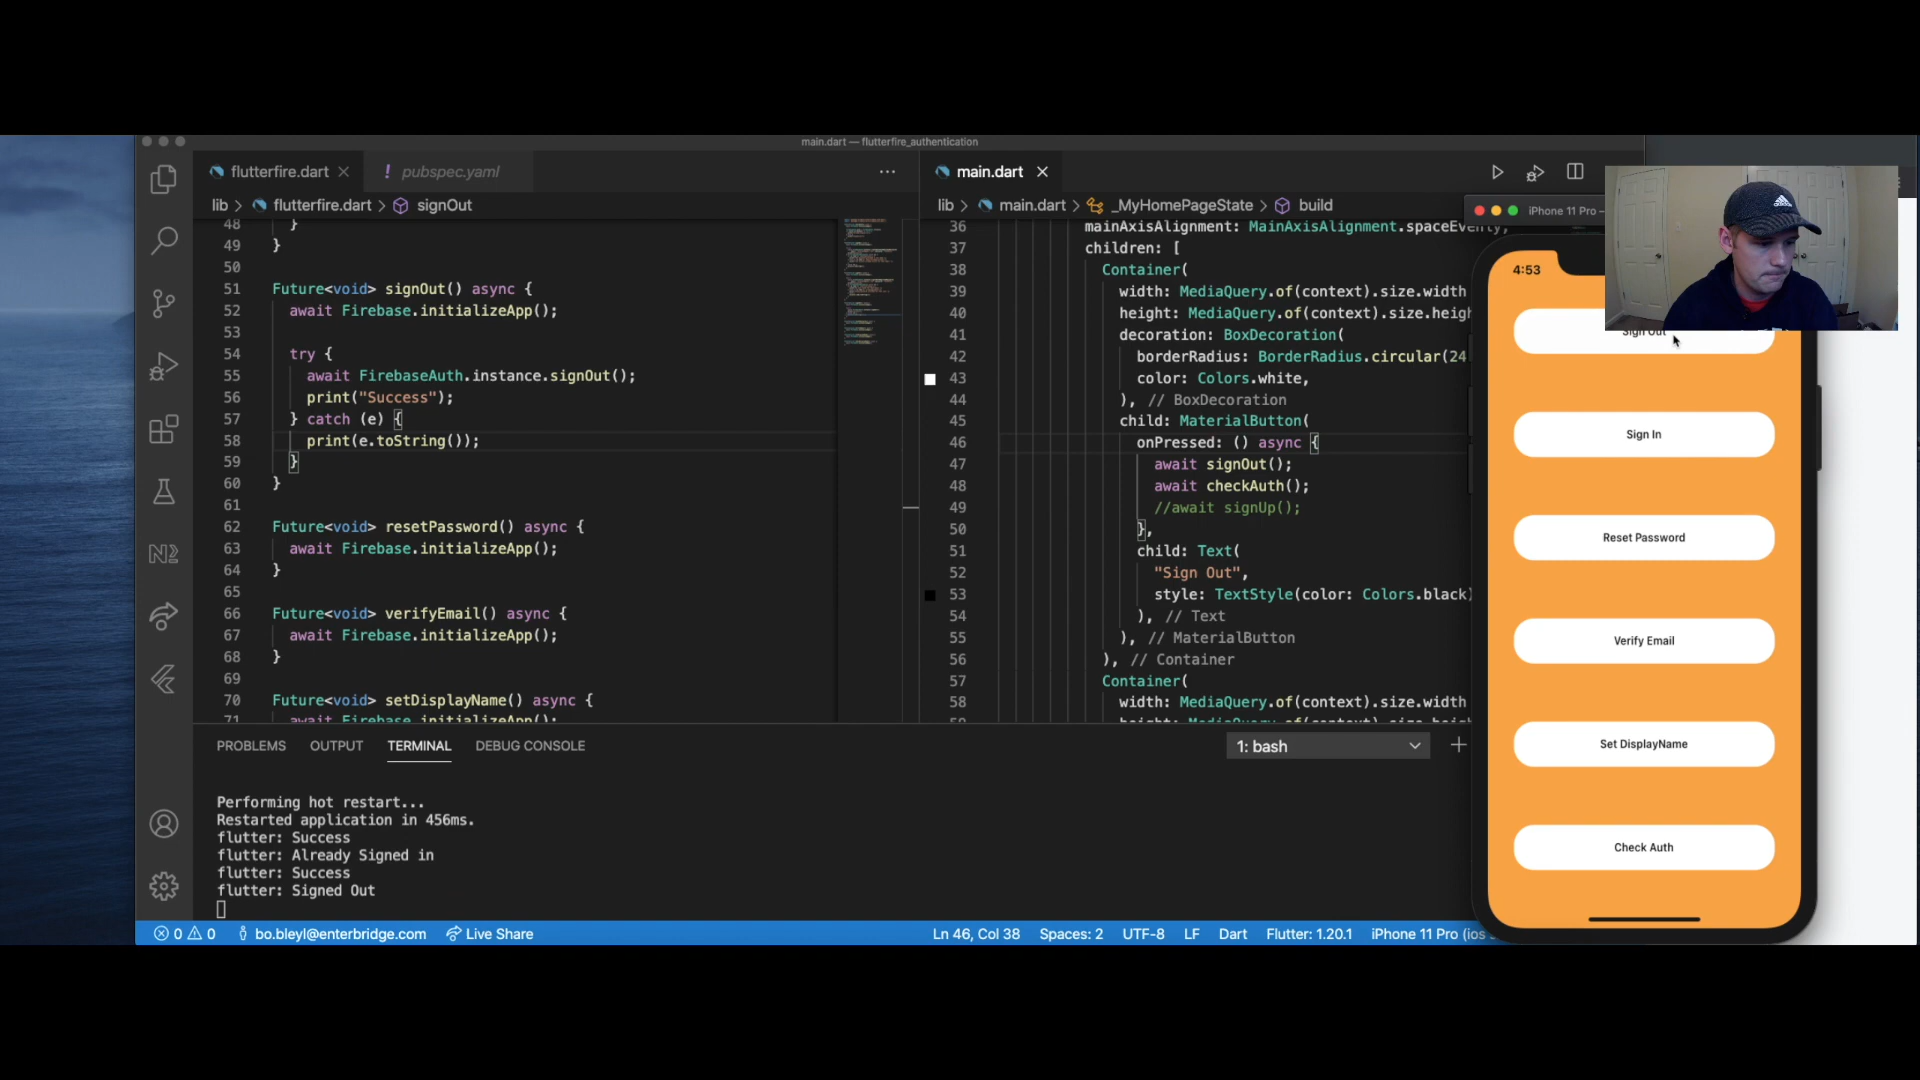 main.dart — flutterfire_authentication
flutterfire.dart
pubspec.yaml
lib > flutterfire.dart > signOut
48 }
49 }
50
51 Future<void> signOut() async {
52 await Firebase.initializeApp();
53
54 try {
55 await FirebaseAuth.instance.signOut();
56 print("Success");
57 } catch (e) {
58 print(e.toString());
59 }
60 }
61
62 Future<void> resetPassword() async {
63 await Firebase.initializeApp();
64 }
65
66 Future<void> verifyEmail() async {
67 await Firebase.initializeApp();
68 }
69
70 Future<void> setDisplayName() async {
71 await Firebase.initializeApp();
main.dart
lib > main.dart > _MyHomePageState > build
36 mainAxisAlignment: MainAxisAlignment.spaceEvenly,
37 children: [
38 Container(
39 width: MediaQuery.of(context).size.width
40 height: MediaQuery.of(context).size.heigh
41 decoration: BoxDecoration(
42 borderRadius: BorderRadius.circular(24
43 color: Colors.white,
44 ), // BoxDecoration
45 child: MaterialButton(
46 onPressed: () async {
47 await signOut();
48 await checkAuth();
49 //await signUp();
50 },
51 child: Text(
52 "Sign Out",
53 style: TextStyle(color: Colors.black)
54 ), // Text
55 ), // MaterialButton
56 ), // Container
57 Container(
58 width: MediaQuery.of(context).size.width
PROBLEMS OUTPUT TERMINAL DEBUG CONSOLE
1: bash
Performing hot restart...
Restarted application in 456ms.
flutter: Success
flutter: Already Signed in
flutter: Success
flutter: Signed Out
0 0 bo.bleyl@enterbridge.com Live Share
Ln 46, Col 38 Spaces: 2 UTF-8 LF Dart Flutter: 1.20.1 iPhone 11 Pro (ios
iPhone 11 Pro —
4:53
Sign Out
Sign In
Reset Password
Verify Email
Set DisplayName
Check Auth